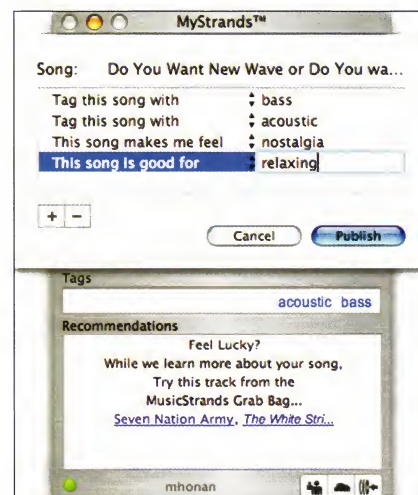 MyStrands™
Song: Do You Want New Wave or Do You wa...
Tag this song with bass
Tag this song with acoustic
This song makes me feel nostalgia
This song is good for relaxing
+ −
Cancel Publish
Tags
acoustic bass
Recommendations
Feel Lucky?
While we learn more about your song,
Try this track from the
MusicStrands Grab Bag...
Seven Nation Army, The White Stri...
mhonan